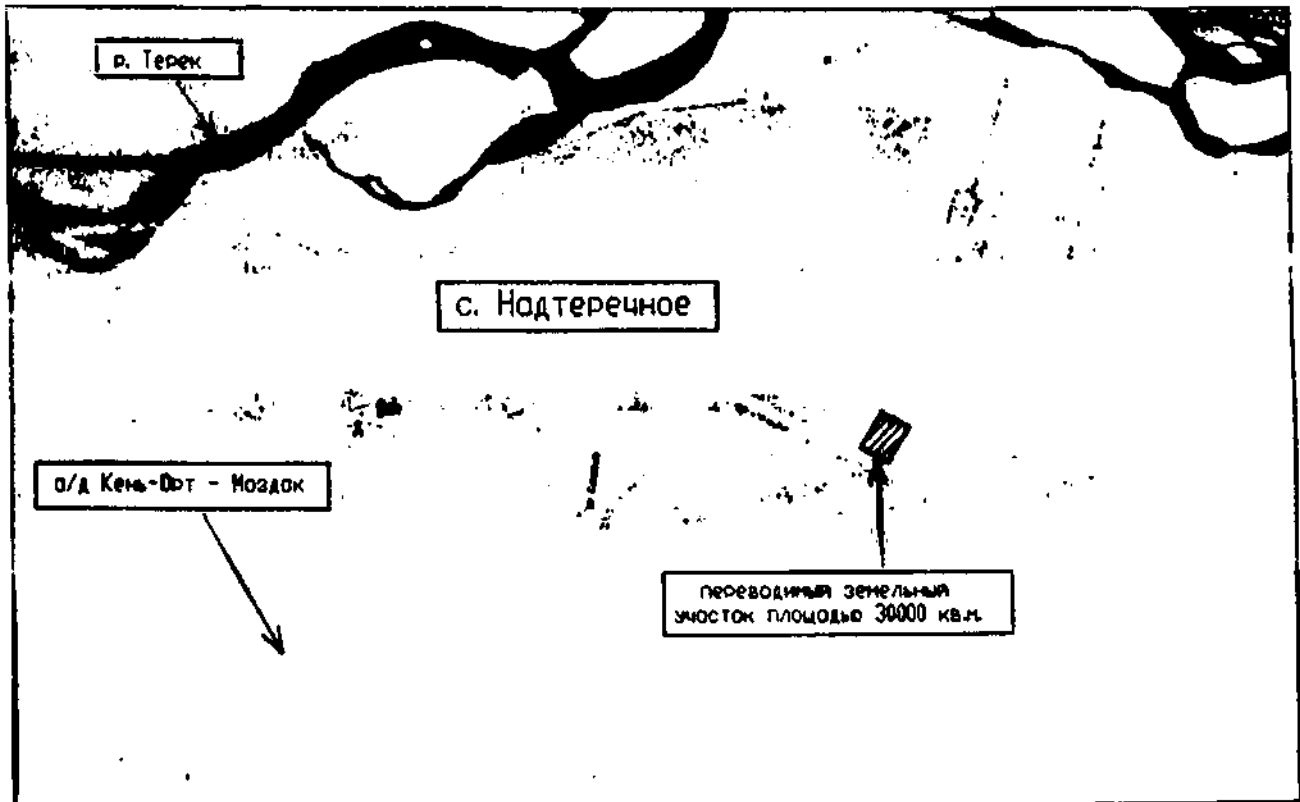 р. Терек
с. Надтеречное
а/д Кень-Юрт - Моздок
переводимый земельный
участок площадью 30000 кв.м.